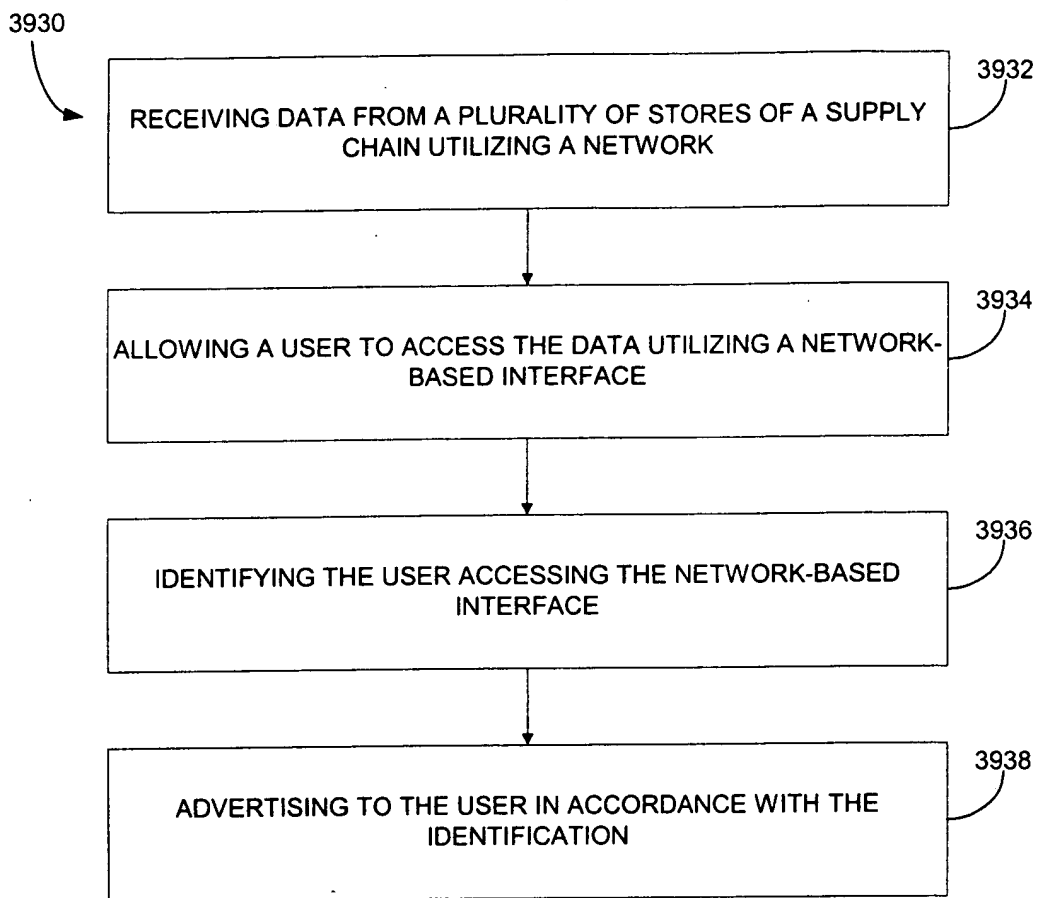 3930
3932
RECEIVING DATA FROM A PLURALITY OF STORES OF A SUPPLY
CHAIN UTILIZING A NETWORK
3934
ALLOWING A USER TO ACCESS THE DATA UTILIZING A NETWORK-
BASED INTERFACE
3936
IDENTIFYING THE USER ACCESSING THE NETWORK-BASED
INTERFACE
3938
ADVERTISING TO THE USER IN ACCORDANCE WITH THE
IDENTIFICATION